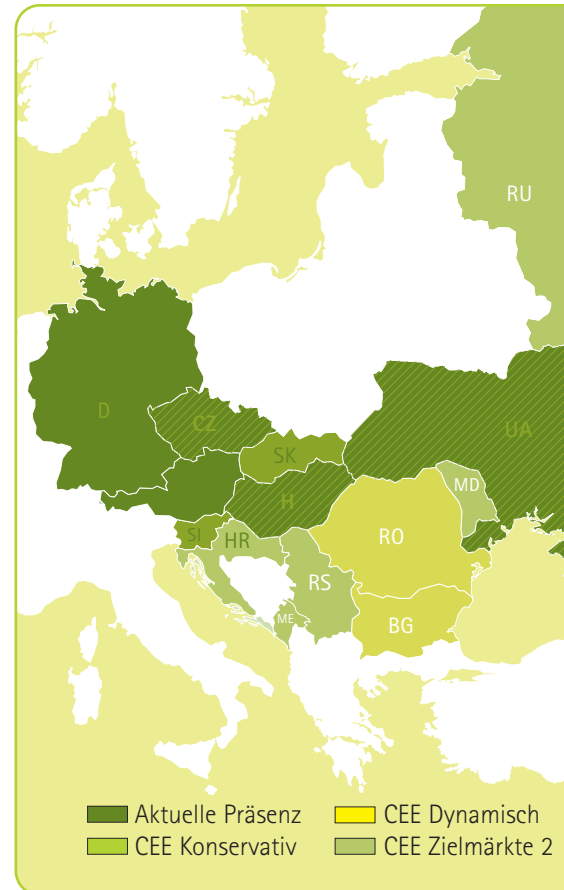 RU
D
CZ
UA
SK
H
MD
SI
HR
RO
RS
ME
BG
Aktuelle Präsenz
CEE Dynamisch
CEE Konservativ
CEE Zielmärkte 2